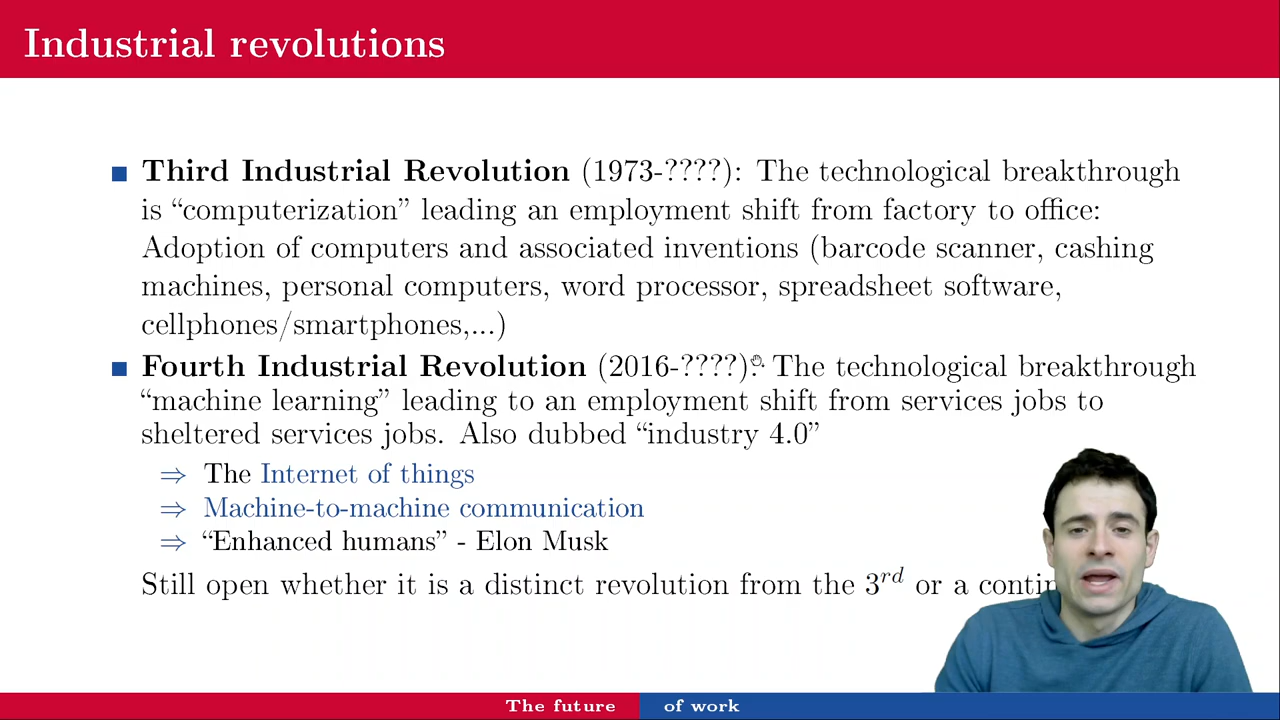 Industrial revolutions
Third Industrial Revolution (1973-????): The technological breakthrough
is “computerization” leading an employment shift from factory to office:
Adoption of computers and associated inventions (barcode scanner, cashing
machines, personal computers, word processor, spreadsheet software,
cellphones/smartphones,...)
Fourth Industrial Revolution (2016-????): The technological breakthrough
“machine learning” leading to an employment shift from services jobs to
sheltered services jobs. Also dubbed “industry 4.0”
⇒ The Internet of things
⇒ Machine-to-machine communication
⇒ “Enhanced humans” - Elon Musk
Still open whether it is a distinct revolution from the 3rd or a
The future of work